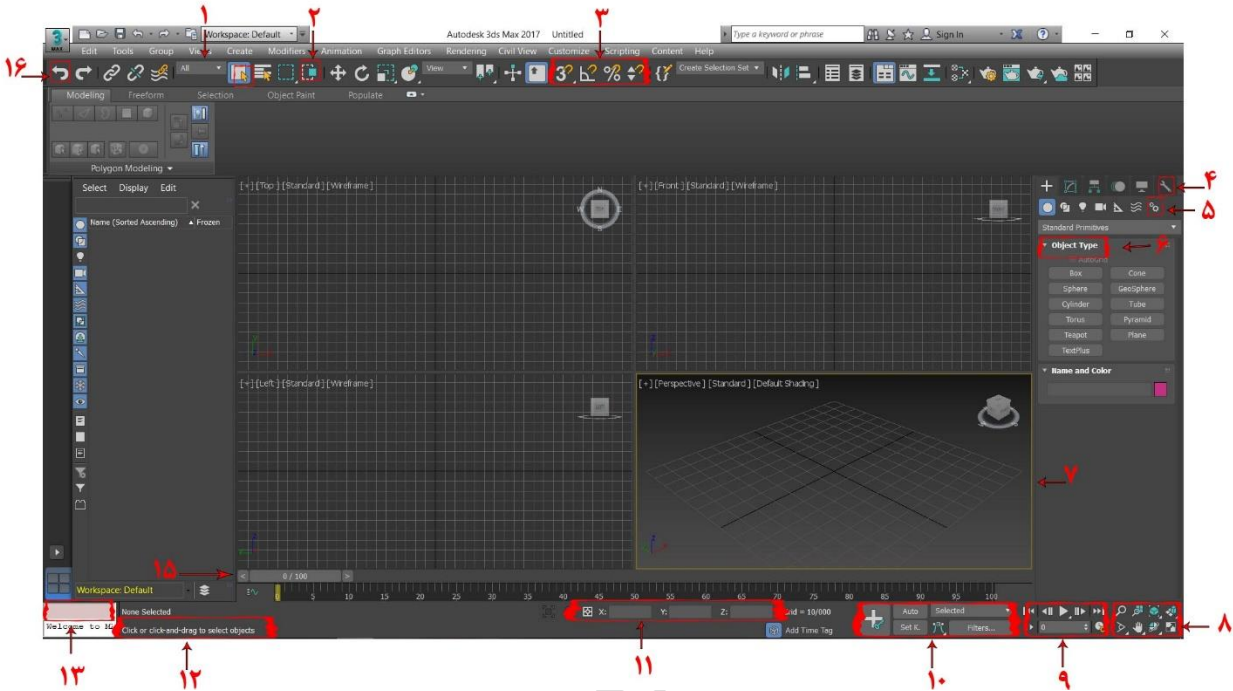 ۱
۲
۳
Workspace: Default
Autodesk 3ds Max 2017 Untitled
Type a keyword or phrase
Sign In
MAX
Edit Tools Group Views Create Modifiers Animation Graph Editors Rendering Civil View Customize Scripting Content Help
۱۶
All
View
Create Selection Set
Modeling Freeform Selection Object Paint Populate
Polygon Modeling
Select Display Edit
Name (Sorted Ascending) Frozen
[+] [Top] [Standard] [Wireframe]
[+] [Front] [Standard] [Wireframe]
۴
۵
Standard Primitives
Object Type
۶
AutoGrid
Box Cone
Sphere GeoSphere
Cylinder Tube
Torus Pyramid
Teapot Plane
TextPlus
Name and Color
[+] [Left] [Standard] [Wireframe]
[+] [Perspective] [Standard] [Default Shading]
۷
۱۵
0 / 100
Workspace: Default
0 5 10 15 20 25 30 35 40 45 50 55 60 65 70 75 80 85 90 95 100
None Selected
X: Y: Z:
Grid = 10/000
Auto Selected
Welcome to M
Click or click-and-drag to select objects
Add Time Tag
Set K. Filters...
0
۸
۱۳
۱۲
۱۱
۱۰
۹